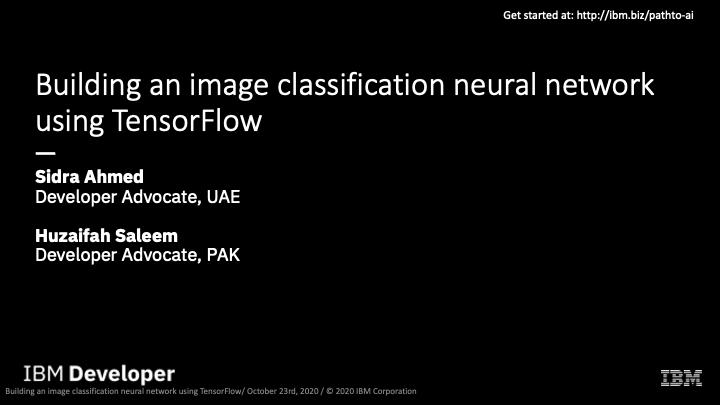 Get started at: http://ibm.biz/pathto-ai
Building an image classification neural network
using TensorFlow
—
Sidra Ahmed
Developer Advocate, UAE
Huzaifah Saleem
Developer Advocate, PAK
IBM Developer
IBM
Building an image classification neural network using TensorFlow/ October 23rd, 2020 / © 2020 IBM Corporation